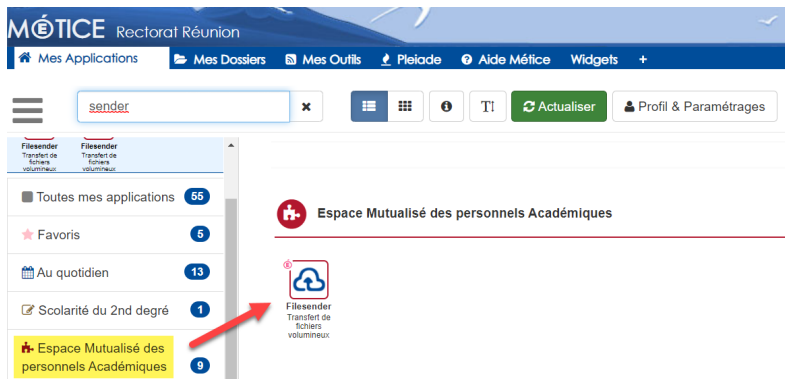 MÉTICE Rectorat Réunion
Mes Applications Mes Dossiers Mes Outils Pleiade Aide Métice Widgets +
sender Actualiser Profil & Paramétrages
Filesender Filesender
Transfert de Transfert de
fichiers fichiers
volumineux volumineux
Toutes mes applications 55
Favoris 5
Au quotidien 13
Scolarité du 2nd degré 1
Espace Mutualisé des
personnels Académiques 9
Espace Mutualisé des personnels Académiques
Filesender
Transfert de
fichiers
volumineux